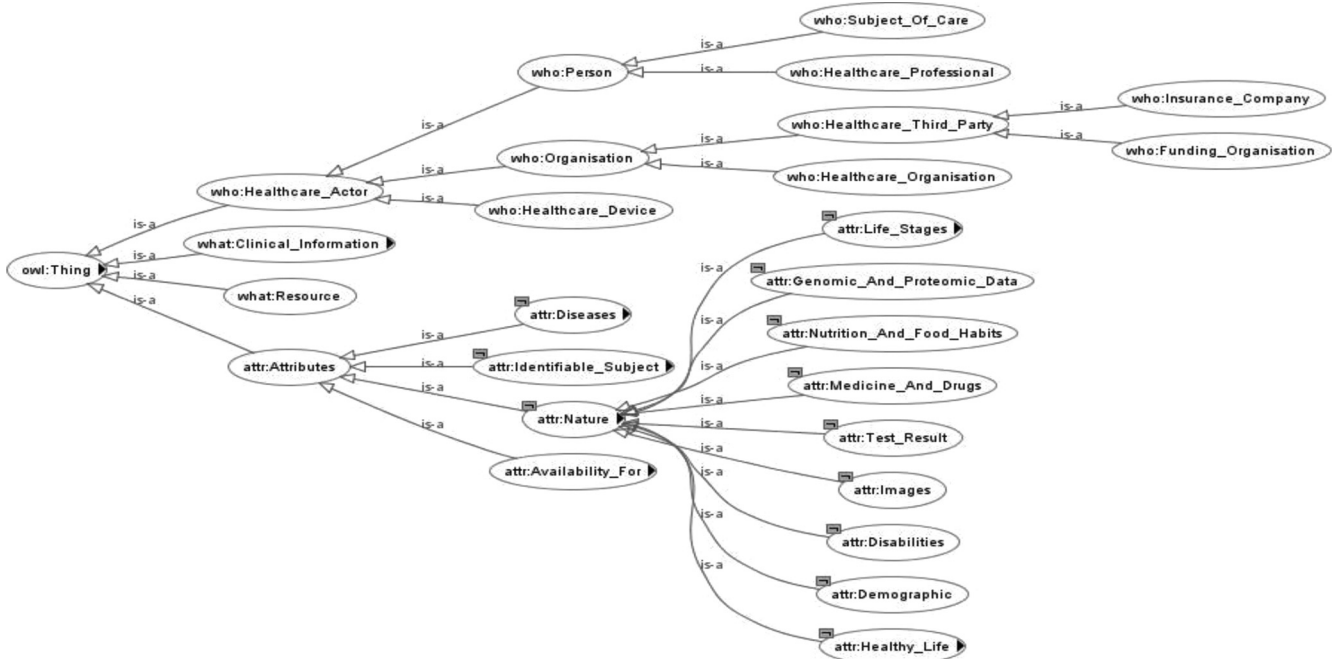 who:Subject_Of_Care
is-a
who:Person
is-a
who:Healthcare_Professional
who:Insurance_Company
is-a
is-a
who:Healthcare_Third_Party
is-a
is-a
who:Funding_Organisation
who:Organisation
is-a
is-a
who:Healthcare_Organisation
who:Healthcare_Actor
is-a
who:Healthcare_Device
is-a
attr:Life_Stages
what:Clinical_Information
is-a
owl:Thing
is-a
is-a
attr:Genomic_And_Proteomic_Data
what:Resource
is-a
attr:Diseases
is-a
attr:Nutrition_And_Food_Habits
is-a
attr:Attributes
is-a
attr:Identifiable_Subject
is-a
attr:Medicine_And_Drugs
is-a
is-a
attr:Nature
is-a
attr:Test_Result
is-a
is-a
attr:Availability_For
is-a
attr:Images
is-a
attr:Disabilities
is-a
attr:Demographic
attr:Healthy_Life